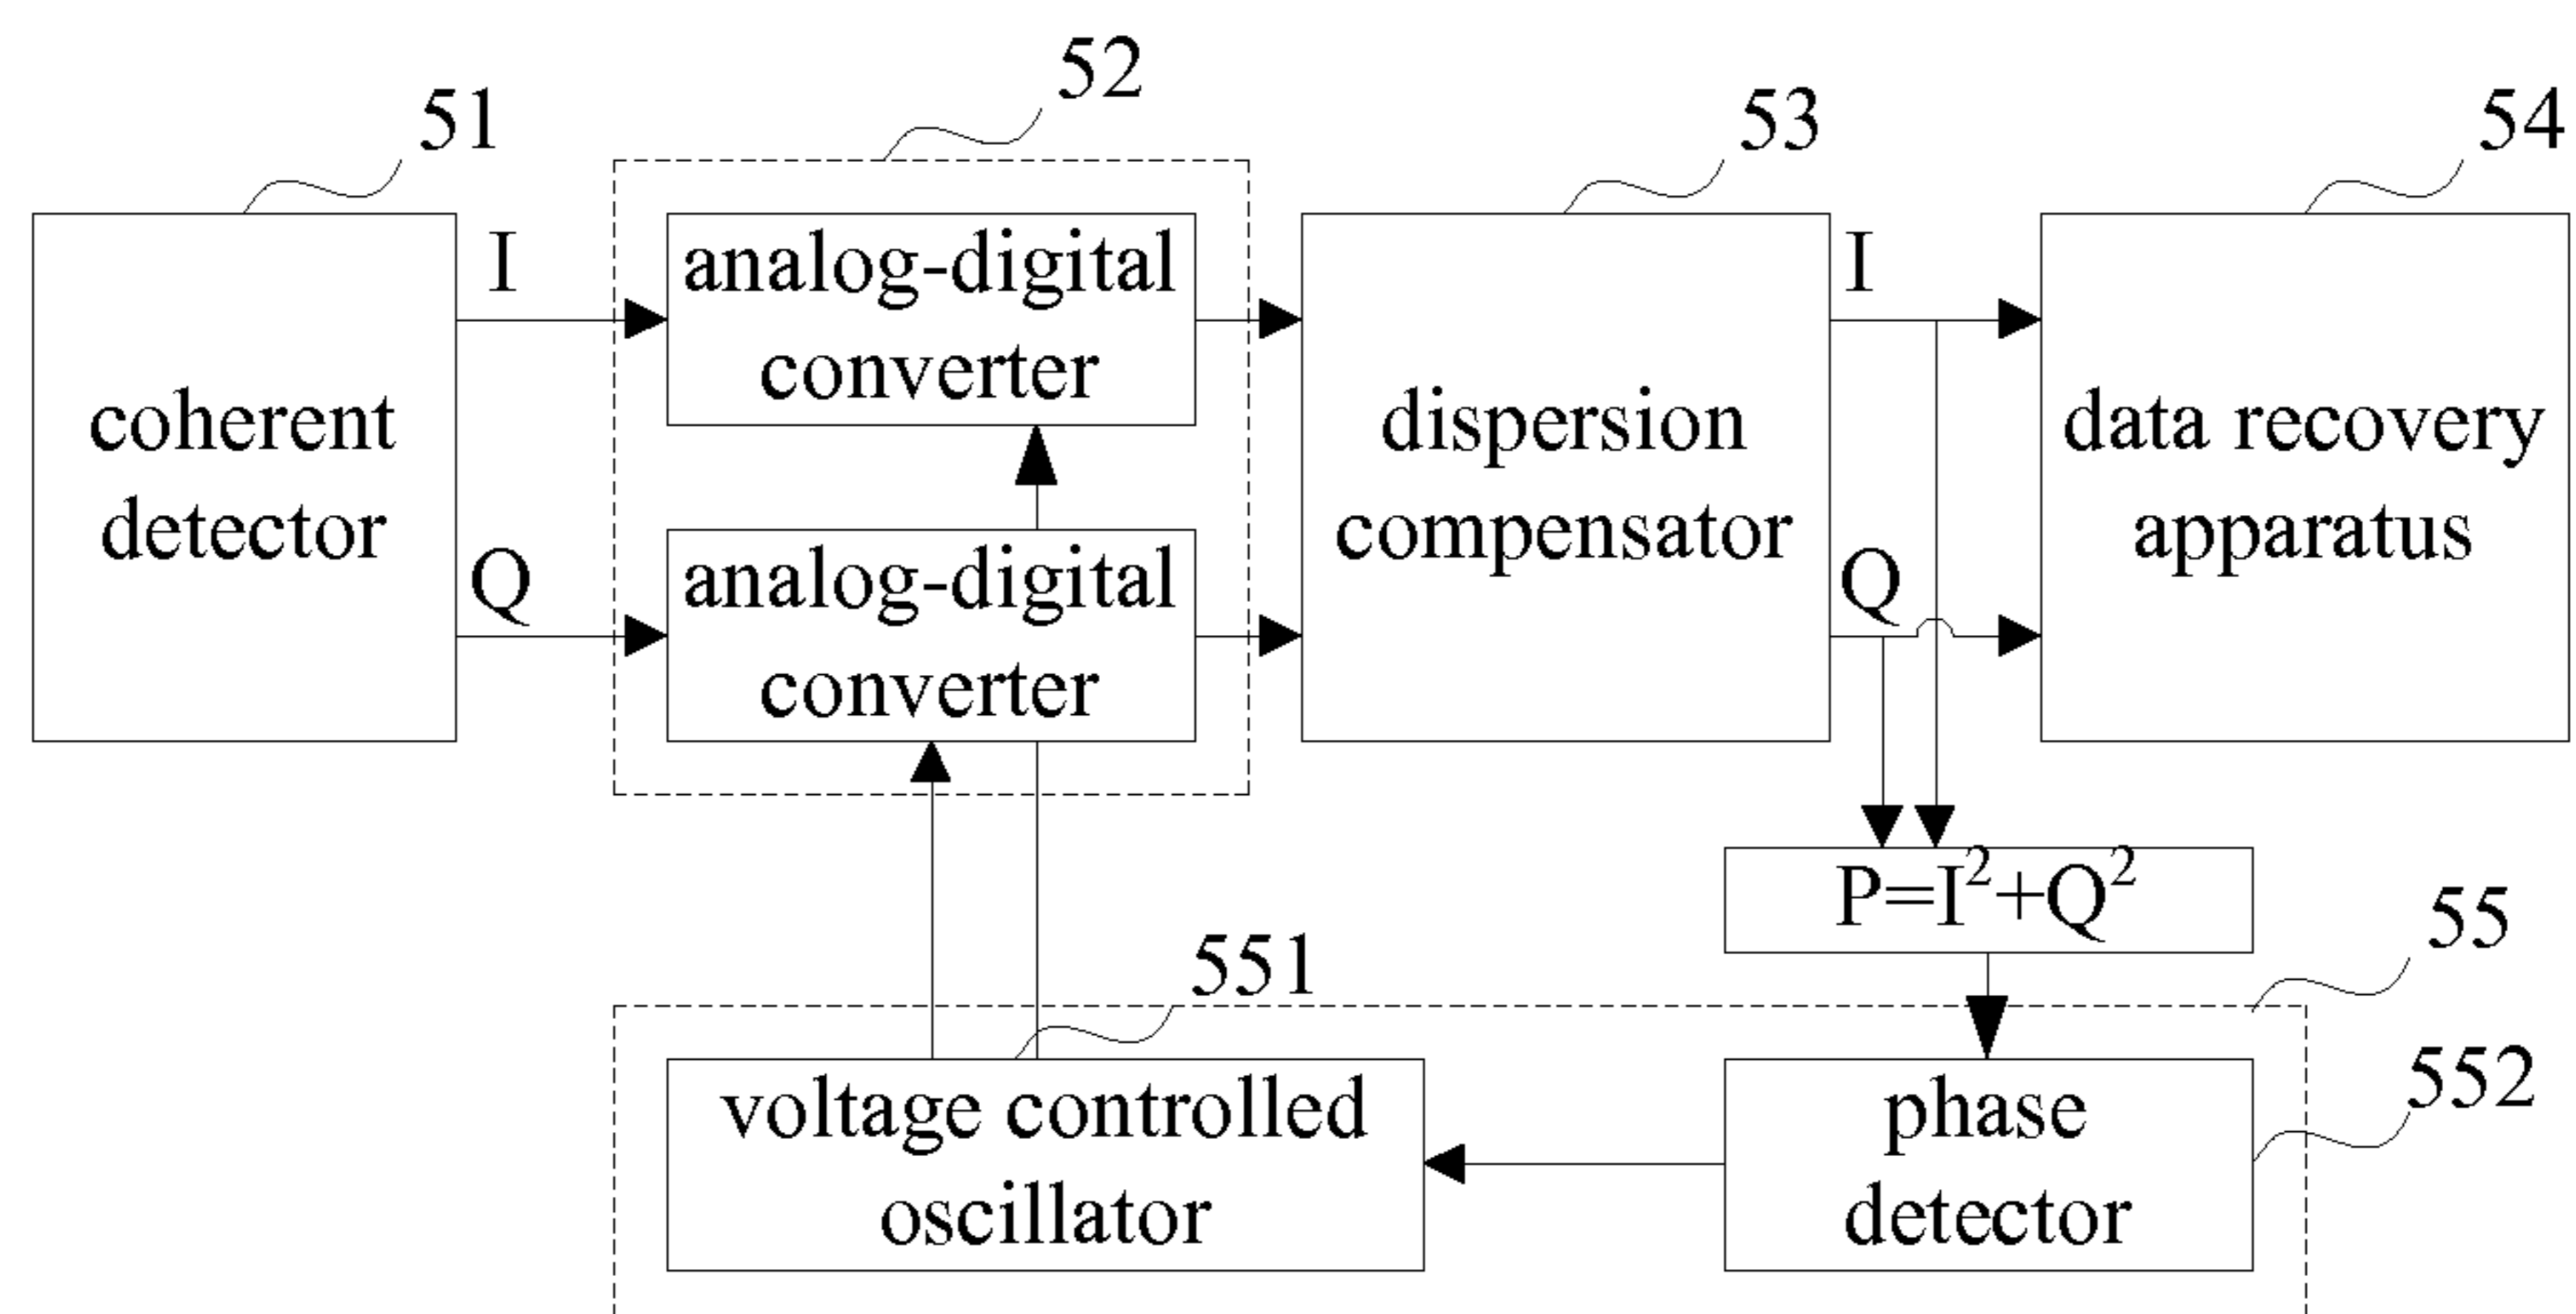 51
52
53
54
I
analog-digital
converter
I
coherent
detector
dispersion
compensator
data recovery
apparatus
Q
analog-digital
converter
Q
P=I²+Q²
55
551
552
voltage controlled
oscillator
phase
detector